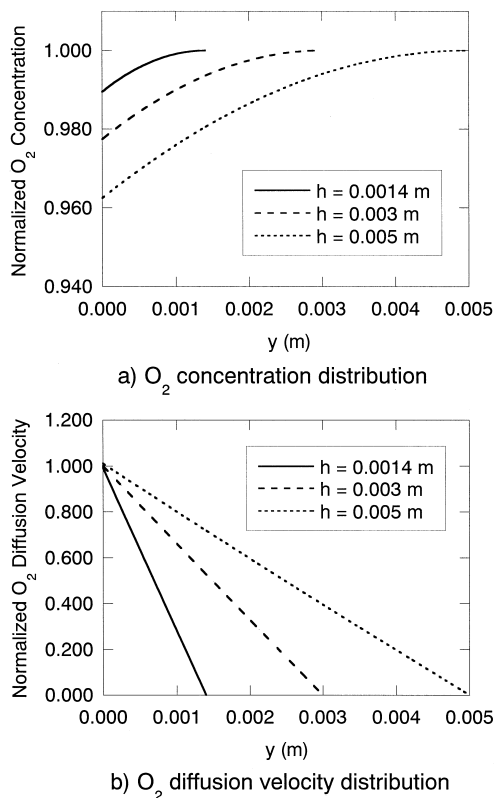 Normalized O2 Concentration
1.000
0.980
0.960
0.940
h = 0.0014 m
h = 0.003 m
h = 0.005 m
0.000 0.001 0.002 0.003 0.004 0.005
y (m)
a) O2 concentration distribution
Normalized O2 Diffusion Velocity
1.200
1.000
0.800
0.600
0.400
0.200
0.000
h = 0.0014 m
h = 0.003 m
h = 0.005 m
0.000 0.001 0.002 0.003 0.004 0.005
y (m)
b) O2 diffusion velocity distribution